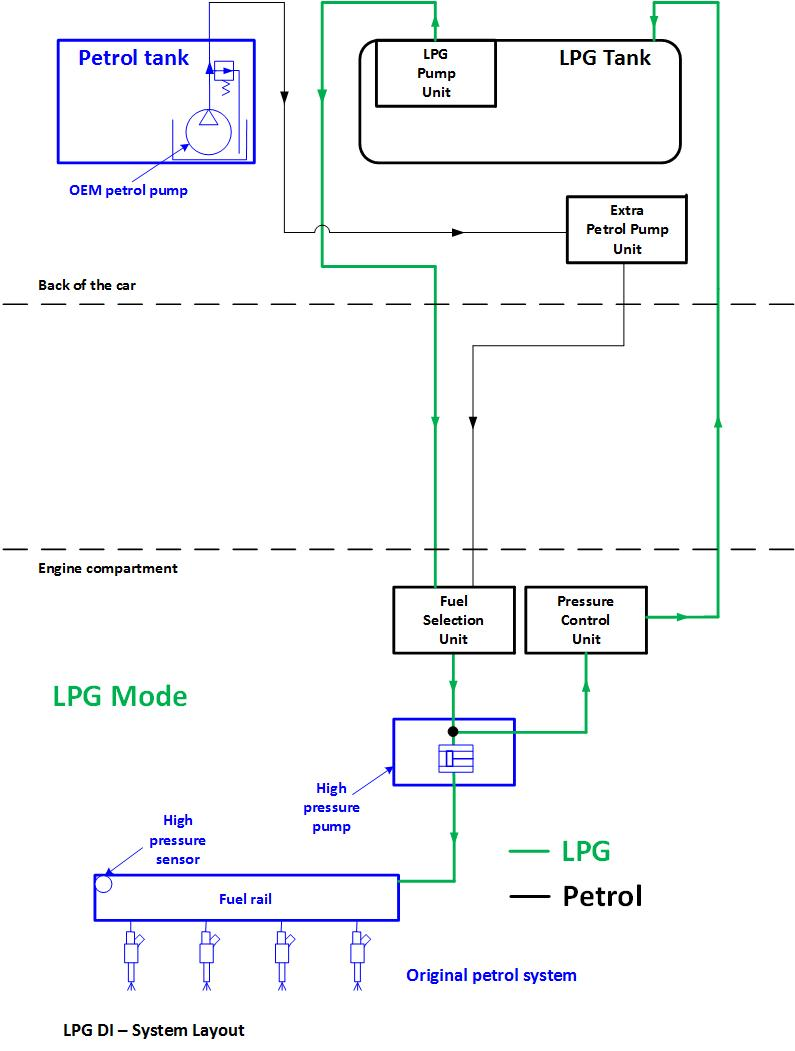 Petrol tank
LPG
Pump
Unit
LPG Tank
OEM petrol pump
Extra
Petrol Pump
Unit
Back of the car
Engine compartment
Fuel
Selection
Unit
Pressure
Control
Unit
LPG Mode
High
pressure
pump
High
pressure
sensor
LPG
Petrol
Fuel rail
Original petrol system
LPG DI – System Layout